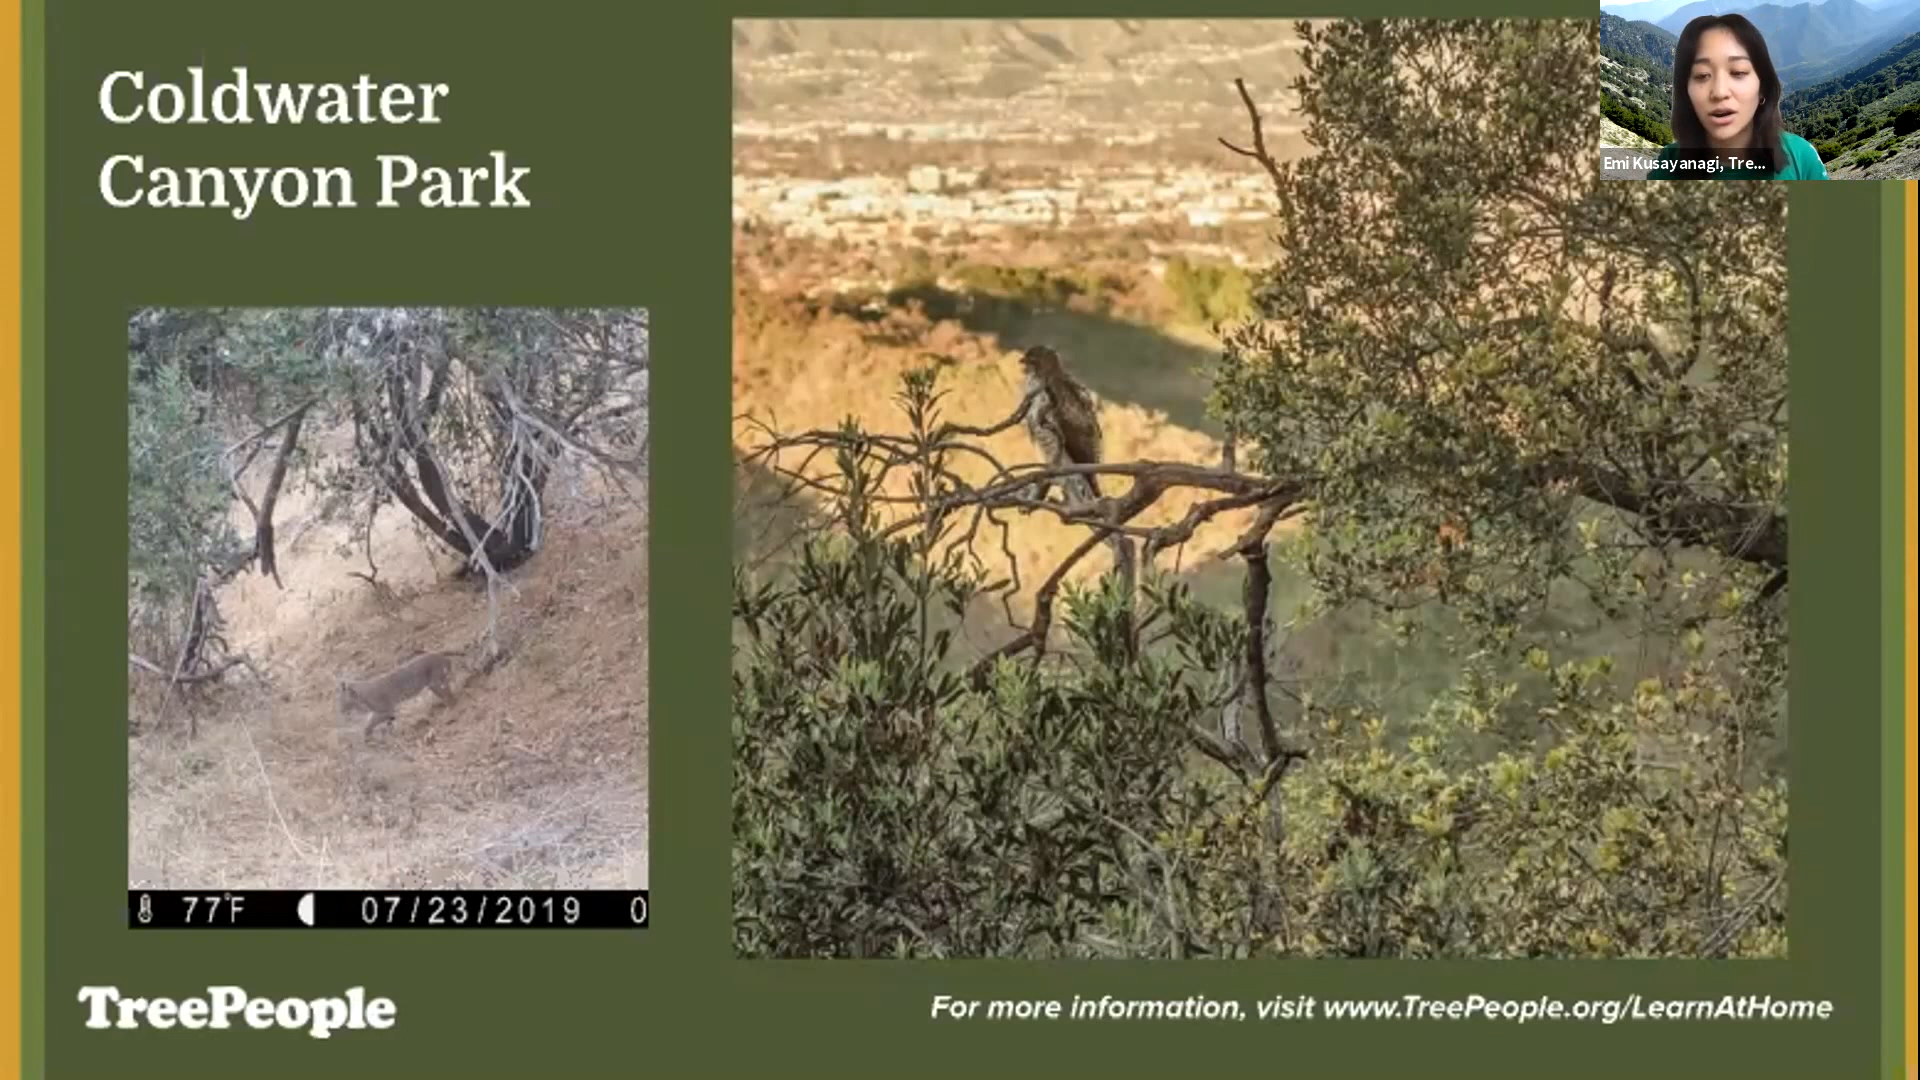 Coldwater
Canyon Park
Emi Kusayanagi, Tre...
77°F 07/23/2019 0
TreePeople
For more information, visit www.TreePeople.org/LearnAtHome